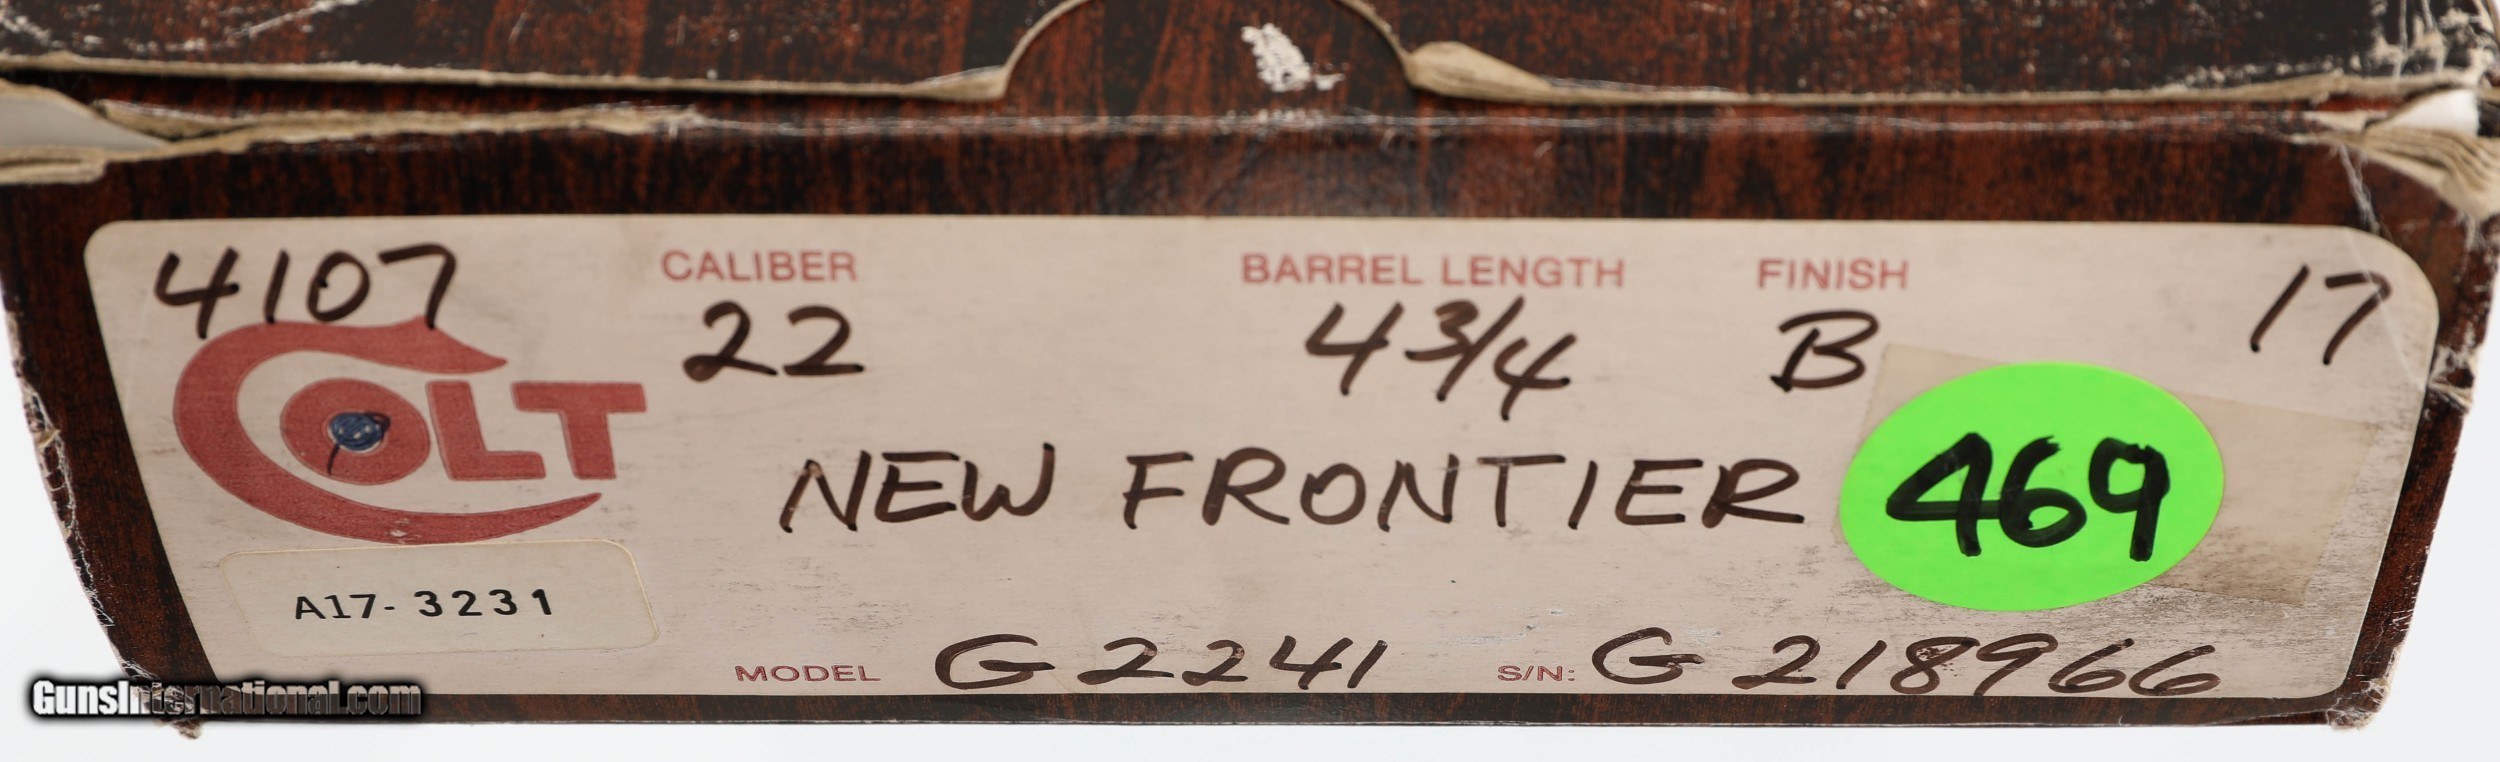 4107
CALIBER
BARREL LENGTH
FINISH
17
22
4 3/4
B
COLT
NEW FRONTIER
469
A17-3231
MODEL G2241
S/N: G218966
GunsInternational.com